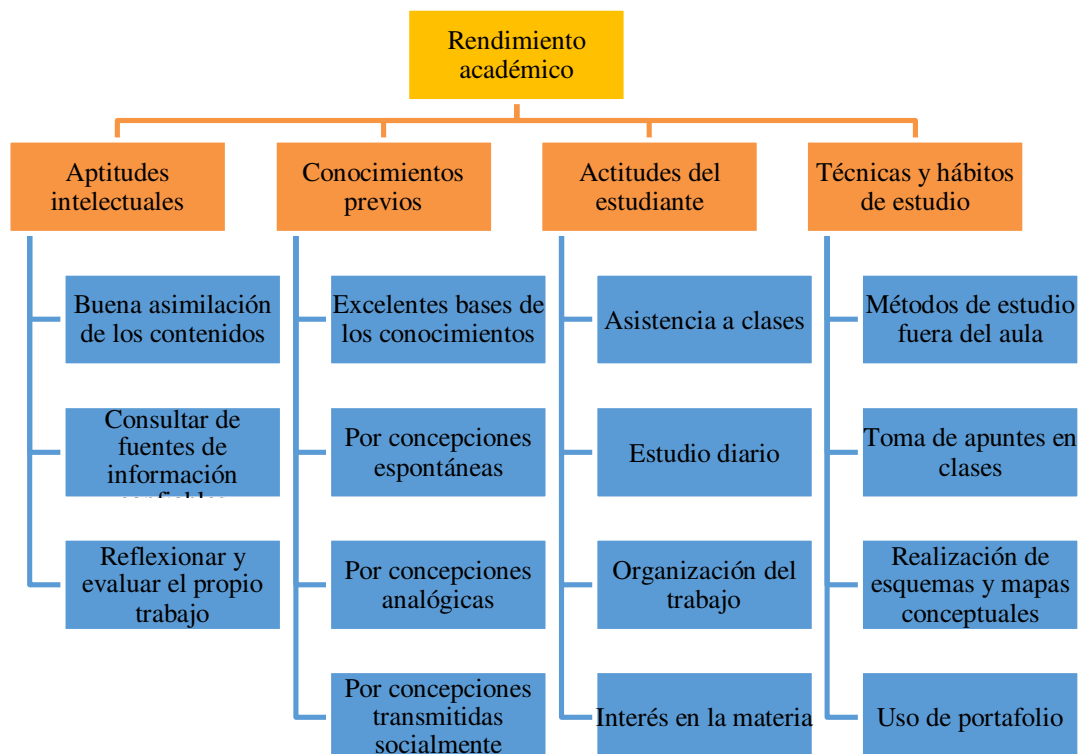 Rendimiento
académico
Aptitudes
intelectuales
Conocimientos
previos
Actitudes del
estudiante
Técnicas y hábitos
de estudio
Buena asimilación
de los contenidos
Excelentes bases de
los conocimientos
Asistencia a clases
Métodos de estudio
fuera del aula
Consultar de
fuentes de
información
Por concepciones
espontáneas
Estudio diario
Toma de apuntes en
clases
Reflexionar y
evaluar el propio
trabajo
Por concepciones
analógicas
Organización del
trabajo
Realización de
esquemas y mapas
conceptuales
Por concepciones
transmitidas
socialmente
Interés en la materia
Uso de portafolio